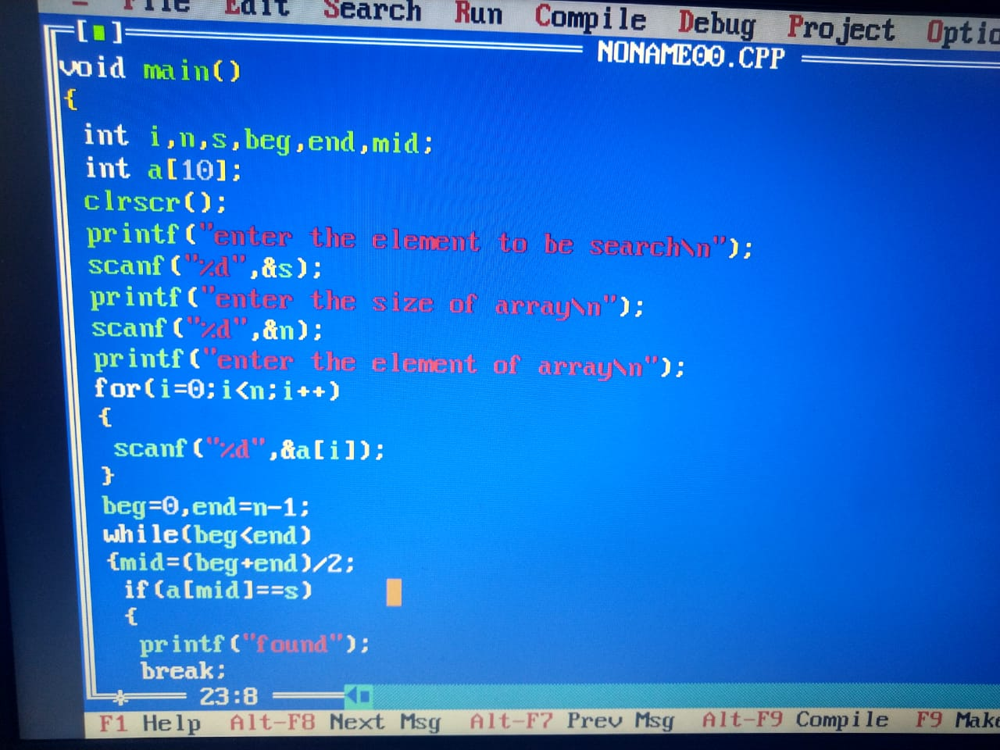 File Edit Search Run Compile Debug Project
[■]
NONAME00.CPP
void main()
{
int i,n,s,beg,end,mid;
int a[10];
clrscr();
printf("enter the element to be search\n");
scanf("%d",&s);
printf("enter the size of array\n");
scanf("%d",&n);
printf("enter the element of array\n");
for(i=0;i<n;i++)
{
scanf("%d",&a[i]);
}
beg=0,end=n-1;
while(beg<end)
{mid=(beg+end)/2;
if(a[mid]==s)
{
printf("found");
break;
23:8
F1 Help Alt-F8 Next Msg Alt-F7 Prev Msg Alt-F9 Compile F9 Make